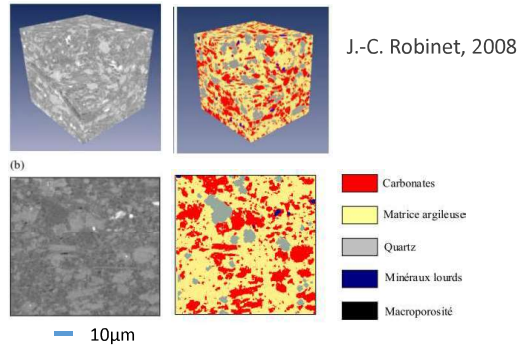 J.-C. Robinet, 2008
(b)
Carbonates
Matrice argileuse
Quartz
Minéraux lourds
Macroporosité
10µm